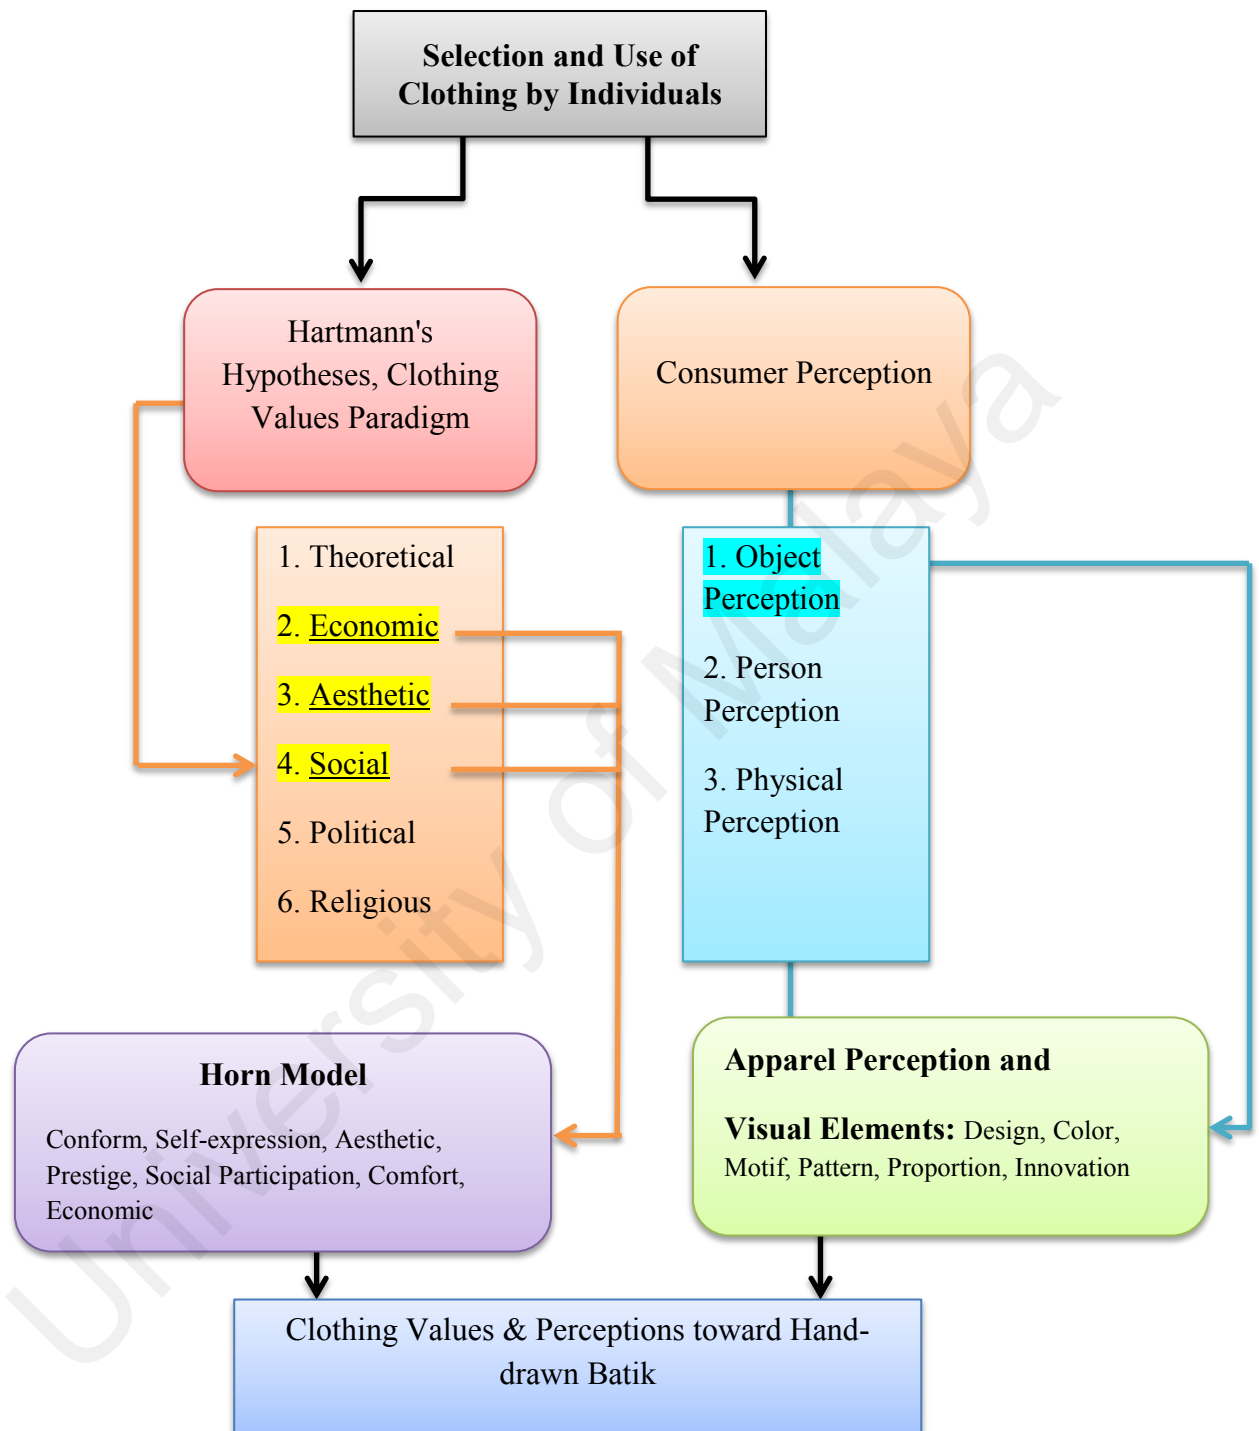 Selection and Use of
Clothing by Individuals
Hartmann's
Hypotheses, Clothing
Values Paradigm
Consumer Perception
1. Theoretical
2. Economic
3. Aesthetic
4. Social
5. Political
6. Religious
1. Object
Perception
2. Person
Perception
3. Physical
Perception
Horn Model
Conform, Self-expression, Aesthetic,
Prestige, Social Participation, Comfort,
Economic
Apparel Perception and
Visual Elements: Design, Color,
Motif, Pattern, Proportion, Innovation
Clothing Values & Perceptions toward Hand-
drawn Batik
University of Malaya